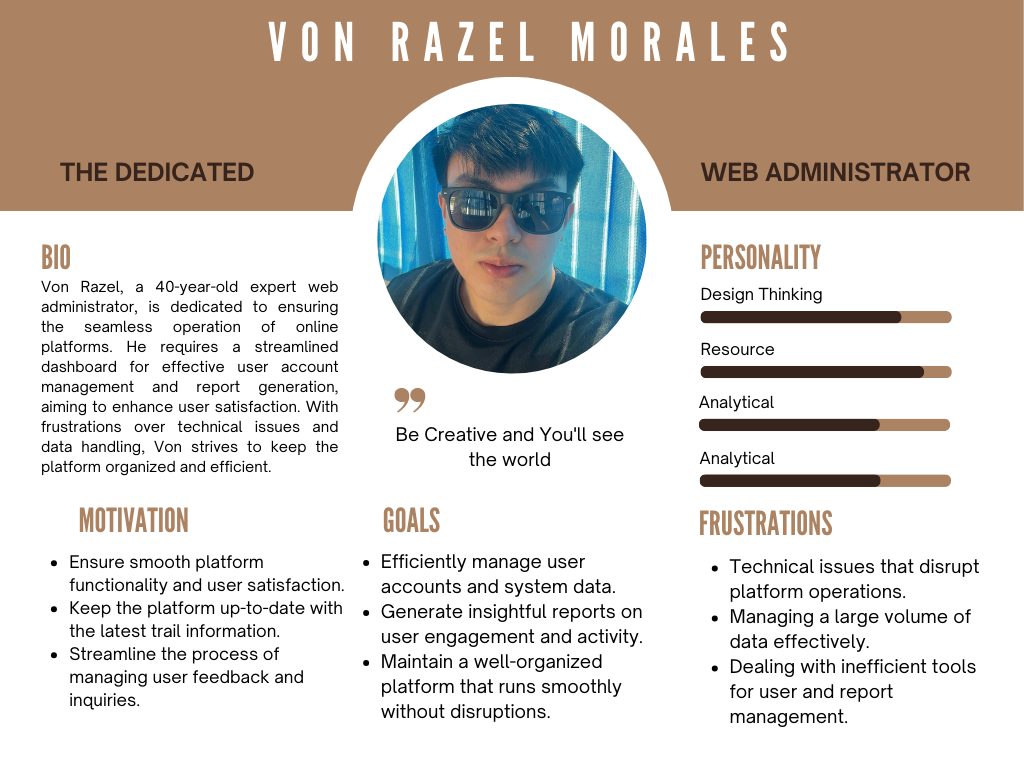 VON RAZEL MORALES
THE DEDICATED
WEB ADMINISTRATOR
BIO
Von Razel, a 40-year-old expert web
administrator, is dedicated to ensuring
the seamless operation of online
platforms. He requires a streamlined
dashboard for effective user account
management and report generation,
aiming to enhance user satisfaction. With
frustrations over technical issues and
data handling, Von strives to keep the
platform organized and efficient.
”
Be Creative and You'll see
the world
PERSONALITY
Design Thinking
Resource
Analytical
Analytical
MOTIVATION
• Ensure smooth platform
functionality and user satisfaction.
• Keep the platform up-to-date with
the latest trail information.
• Streamline the process of
managing user feedback and
inquiries.
GOALS
• Efficiently manage user
accounts and system data.
• Generate insightful reports on
user engagement and activity.
• Maintain a well-organized
platform that runs smoothly
without disruptions.
FRUSTRATIONS
• Technical issues that disrupt
platform operations.
• Managing a large volume of
data effectively.
• Dealing with inefficient tools
for user and report
management.